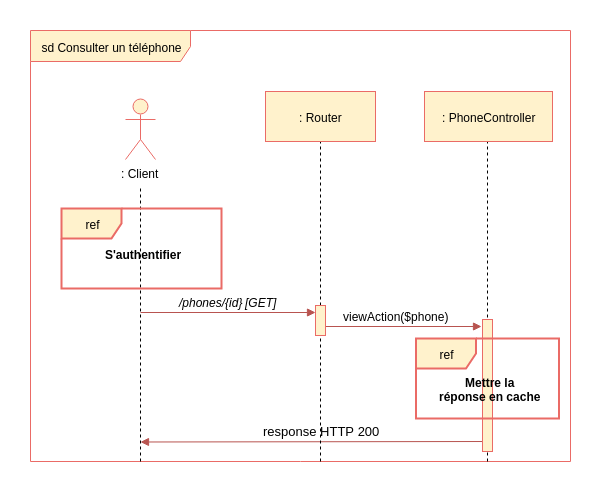 sd Consulter un téléphone
: Client
: Router
: PhoneController
ref
S'authentifier
/phones/{id} [GET]
viewAction($phone)
ref
Mettre la
réponse en cache
response HTTP 200